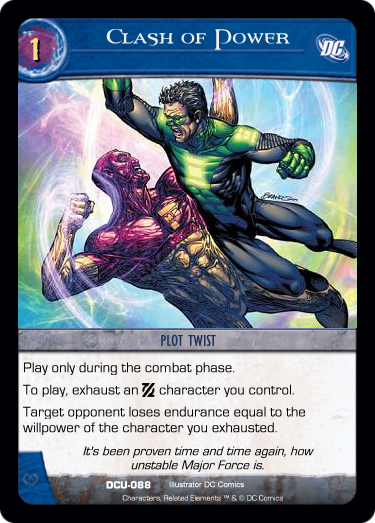 1
CLASH OF POWER
DC
BRANDSON
PLOT TWIST
Play only during the combat phase.
To play, exhaust an character you control.
Target opponent loses endurance equal to the
willpower of the character you exhausted.
It's been proven time and time again, how
unstable Major Force is.
DCU-088 Illustrator DC Comics
Characters, Related Elements ™ & © DC Comics